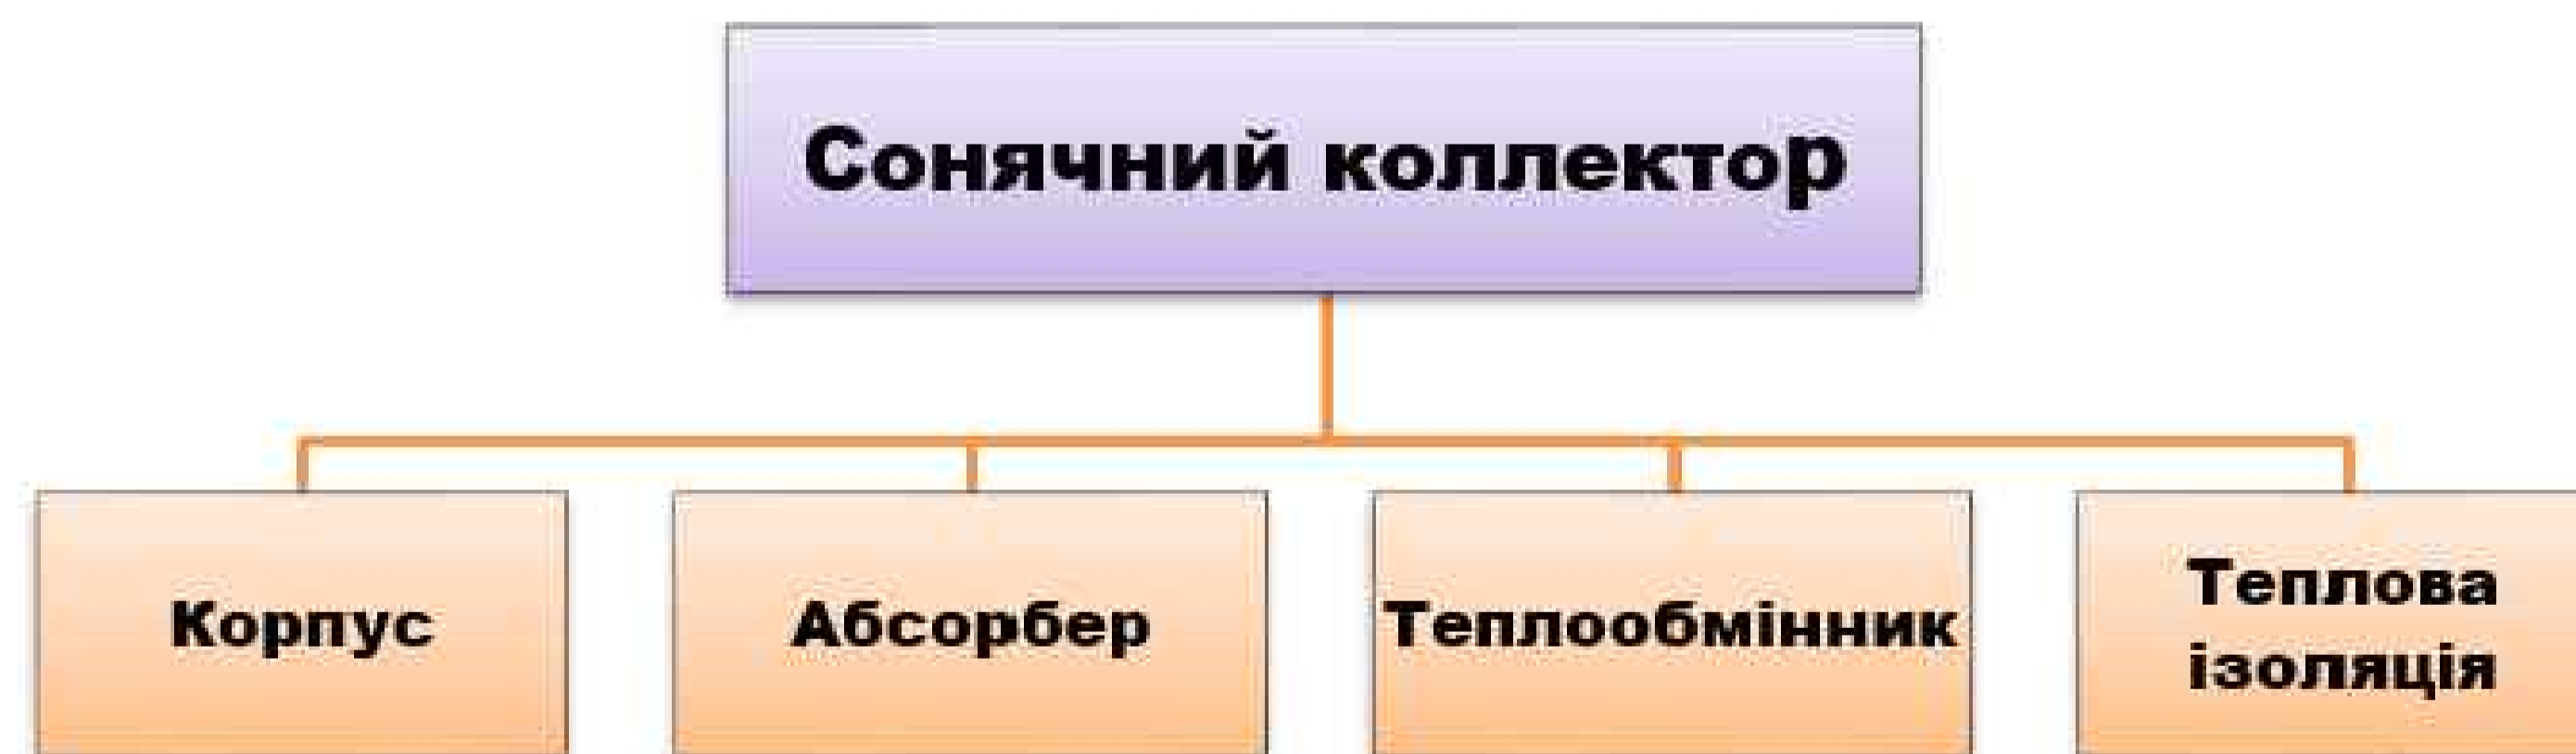 Сонячний коллектор
Корпус
Абсорбер
Теплообмінник
Теплова
ізоляція